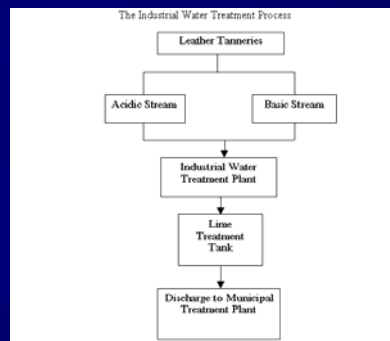 The Industrial Water Treatment Process
Leather Tanneries
Acidic Stream
Basic Stream
Industrial Water
Treatment Plant
Lime
Treatment
Tank
Discharge to Municipal
Treatment Plant